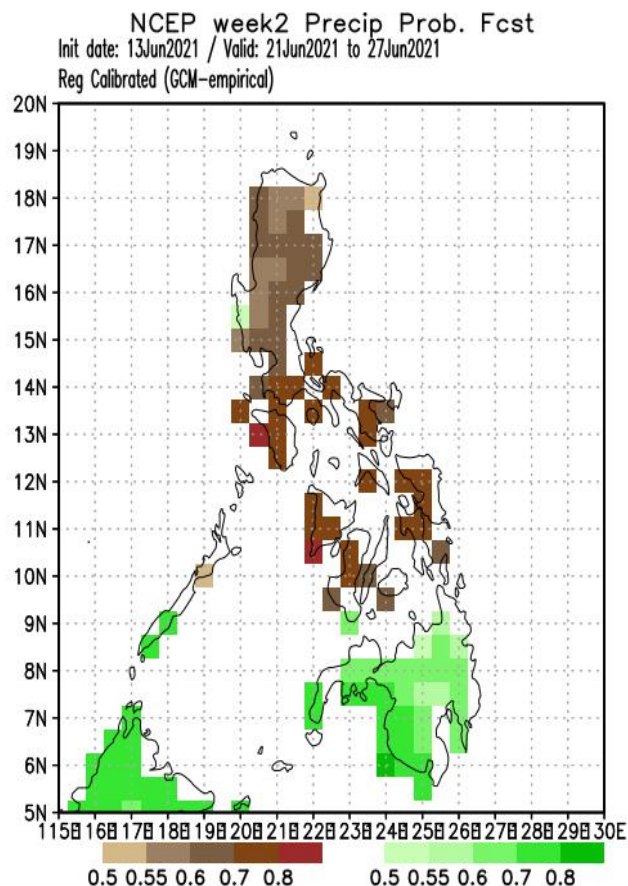 NCEP week2 Precip Prob. Fcst
Init date: 13Jun2021 / Valid: 21Jun2021 to 27Jun2021
Reg Calibrated (GCM-empirical)
20N
19N
18N
17N
16N
15N
14N
13N
12N
11N
10N
9N
8N
7N
6N
5N
115E 116E 117E 118E 119E 120E 121E 122E 123E 124E 125E 126E 127E 128E 129E 130E
0.5 0.55 0.6 0.7 0.8 0.5 0.55 0.6 0.7 0.8